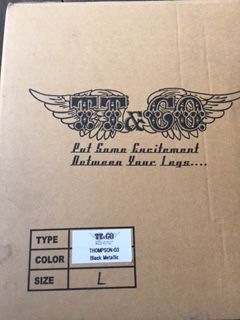 TT&CO.
Put Some Excitement
Between Your Legs....
TYPE
TT&CO
THOMPSON-03
COLOR
Black Metallic
SIZE
L